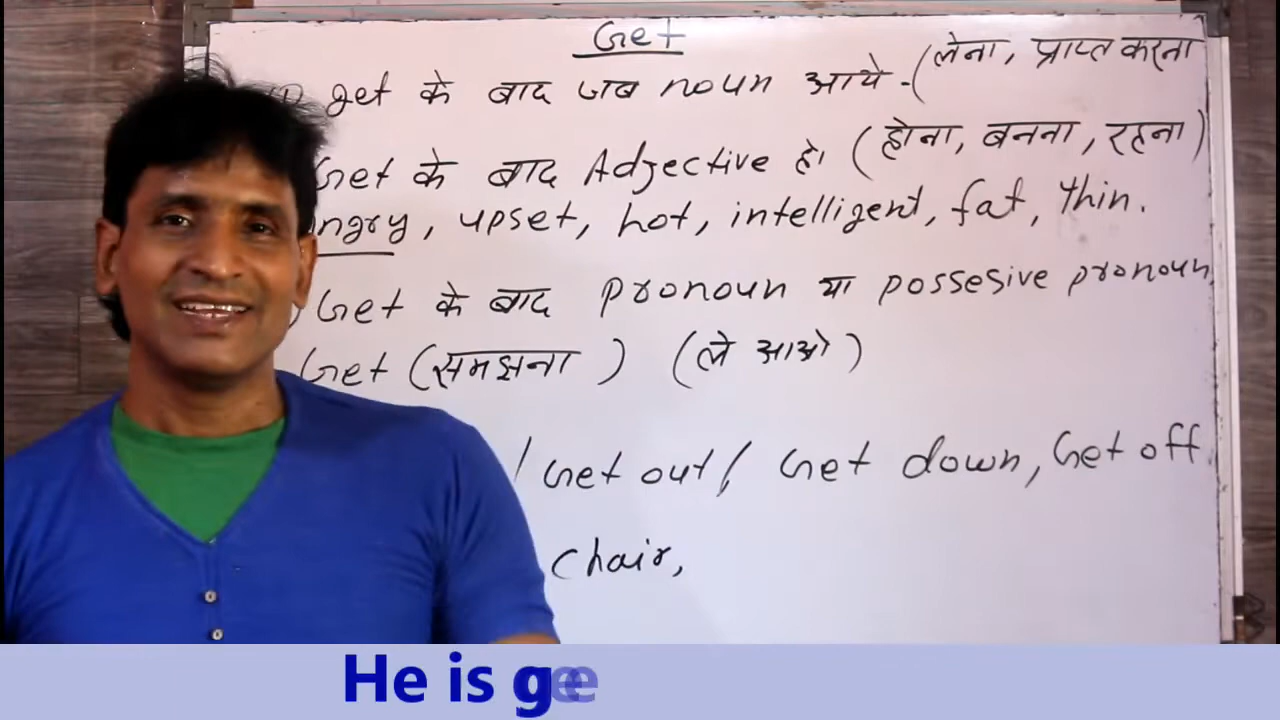 Get
1) get के बाद जब noun आये - (लेना, प्राप्त करना
Get के बाद Adjective हो (होना, बनना, रहना)
ngry, upset, hot, intelligent, fat, thin.
) Get के बाद pronoun या possesive pronoun
Get (समझना ) (ले आओ)
/ Get out / Get down, Get off
chair,
He is ge